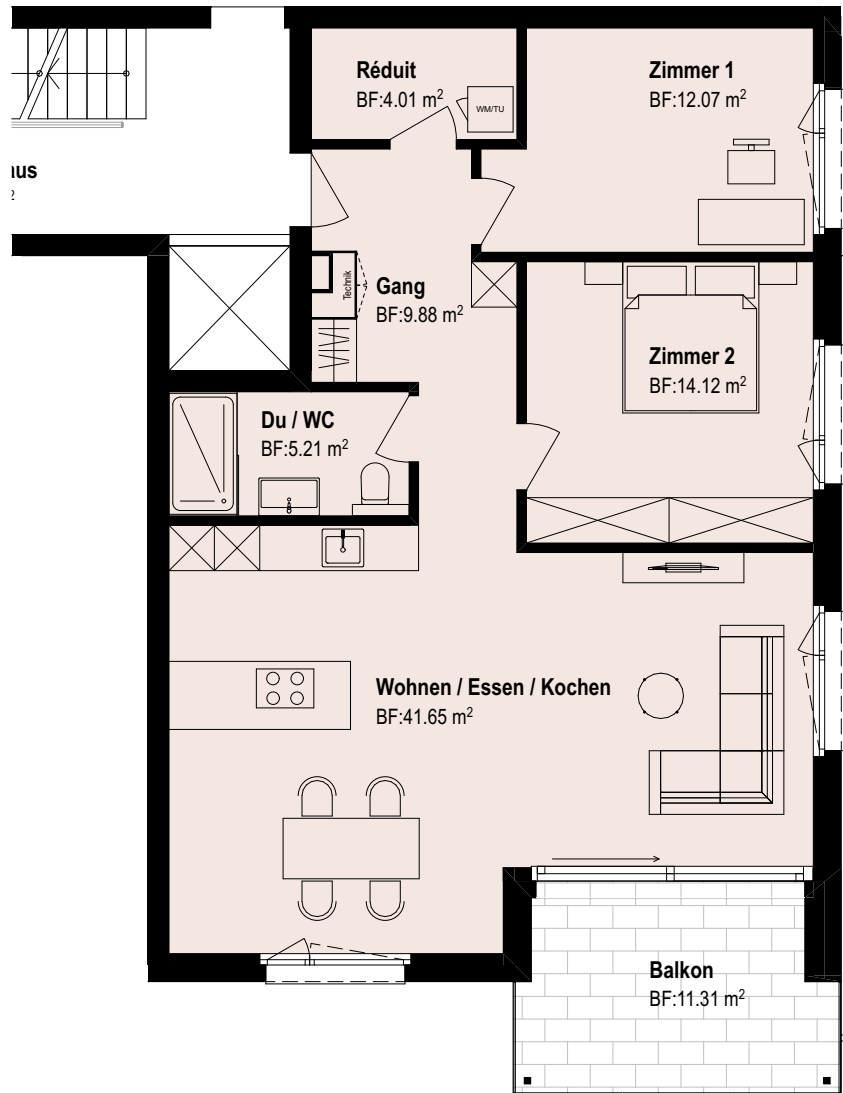 Réduit
BF:4.01 m²
WM/TU
Zimmer 1
BF:12.07 m²
aus
2
Technik
Gang
BF:9.88 m²
Zimmer 2
BF:14.12 m²
Du / WC
BF:5.21 m²
Wohnen / Essen / Kochen
BF:41.65 m²
Balkon
BF:11.31 m²